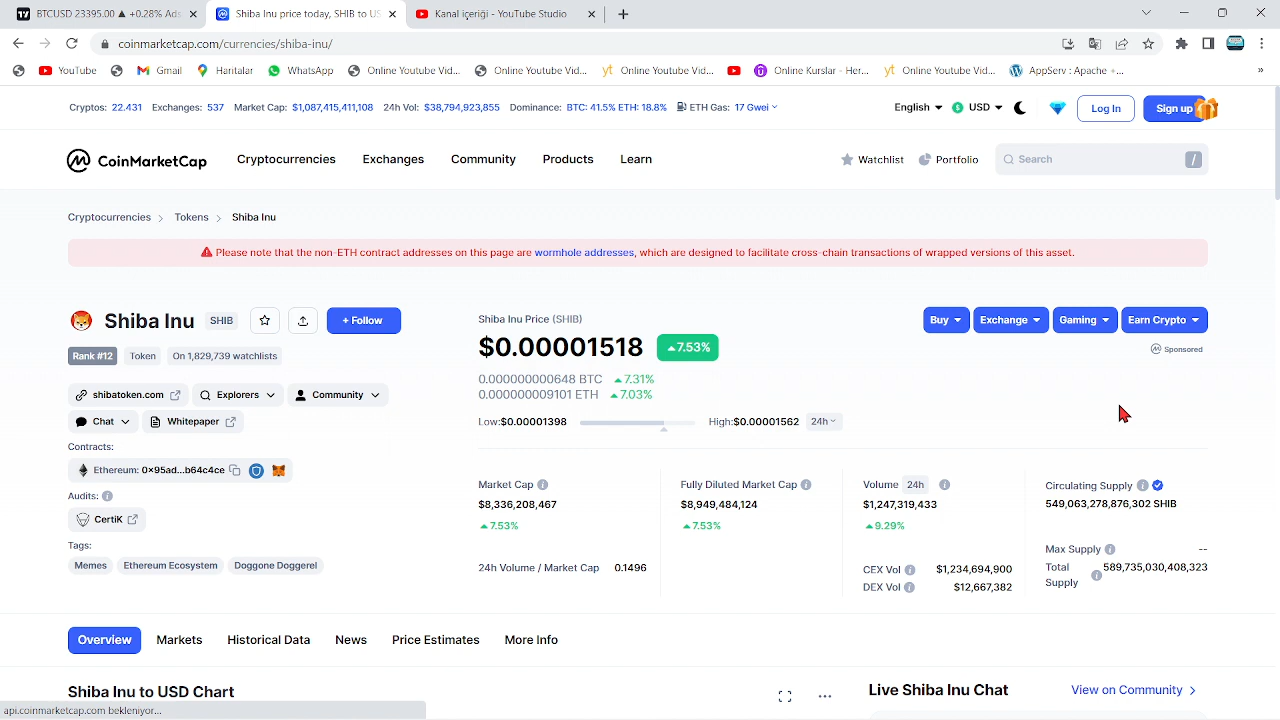 BTCUSD 23395.00 ▲ +0.28% Ads
Shiba Inu price today, SHIB to US
Kanal içeriği - YouTube Studio
coinmarketcap.com/currencies/shiba-inu/
YouTube Gmail Haritalar WhatsApp Online Youtube Vid... Online Youtube Vid... Online Youtube Vid... Online Kurslar - Her... Online Youtube Vid... AppServ : Apache +... »
Cryptos: 22.431 Exchanges: 537 Market Cap: $1,087,415,411,108 24h Vol: $38,794,923,855 Dominance: BTC: 41.5% ETH: 18.8% ETH Gas: 17 Gwei English USD Log In Sign up
CoinMarketCap Cryptocurrencies Exchanges Community Products Learn Watchlist Portfolio Search /
Cryptocurrencies > Tokens > Shiba Inu
Please note that the non-ETH contract addresses on this page are wormhole addresses, which are designed to facilitate cross-chain transactions of wrapped versions of this asset.
Shiba Inu SHIB + Follow
Rank #12 Token On 1,829,739 watchlists
shibatoken.com Explorers Community
Chat Whitepaper
Contracts:
Ethereum: 0x95ad...b64c4ce
Audits:
CertiK
Tags:
Memes Ethereum Ecosystem Doggone Doggerel
Shiba Inu Price (SHIB)
$0.00001518 7.53%
0.000000000648 BTC 7.31%
0.000000009101 ETH 7.03%
Low:$0.00001398 High:$0.00001562 24h
Buy Exchange Gaming Earn Crypto
Sponsored
Market Cap
$8,336,208,467
7.53%
24h Volume / Market Cap 0.1496
Fully Diluted Market Cap
$8,949,484,124
7.53%
Volume 24h
$1,247,319,433
9.29%
CEX Vol $1,234,694,900
DEX Vol $12,667,382
Circulating Supply
549,063,278,876,302 SHIB
Max Supply --
Total Supply 589,735,030,408,323
Overview Markets Historical Data News Price Estimates More Info
Shiba Inu to USD Chart
Live Shiba Inu Chat View on Community >
api.coinmarketcap.com bekleniyor...